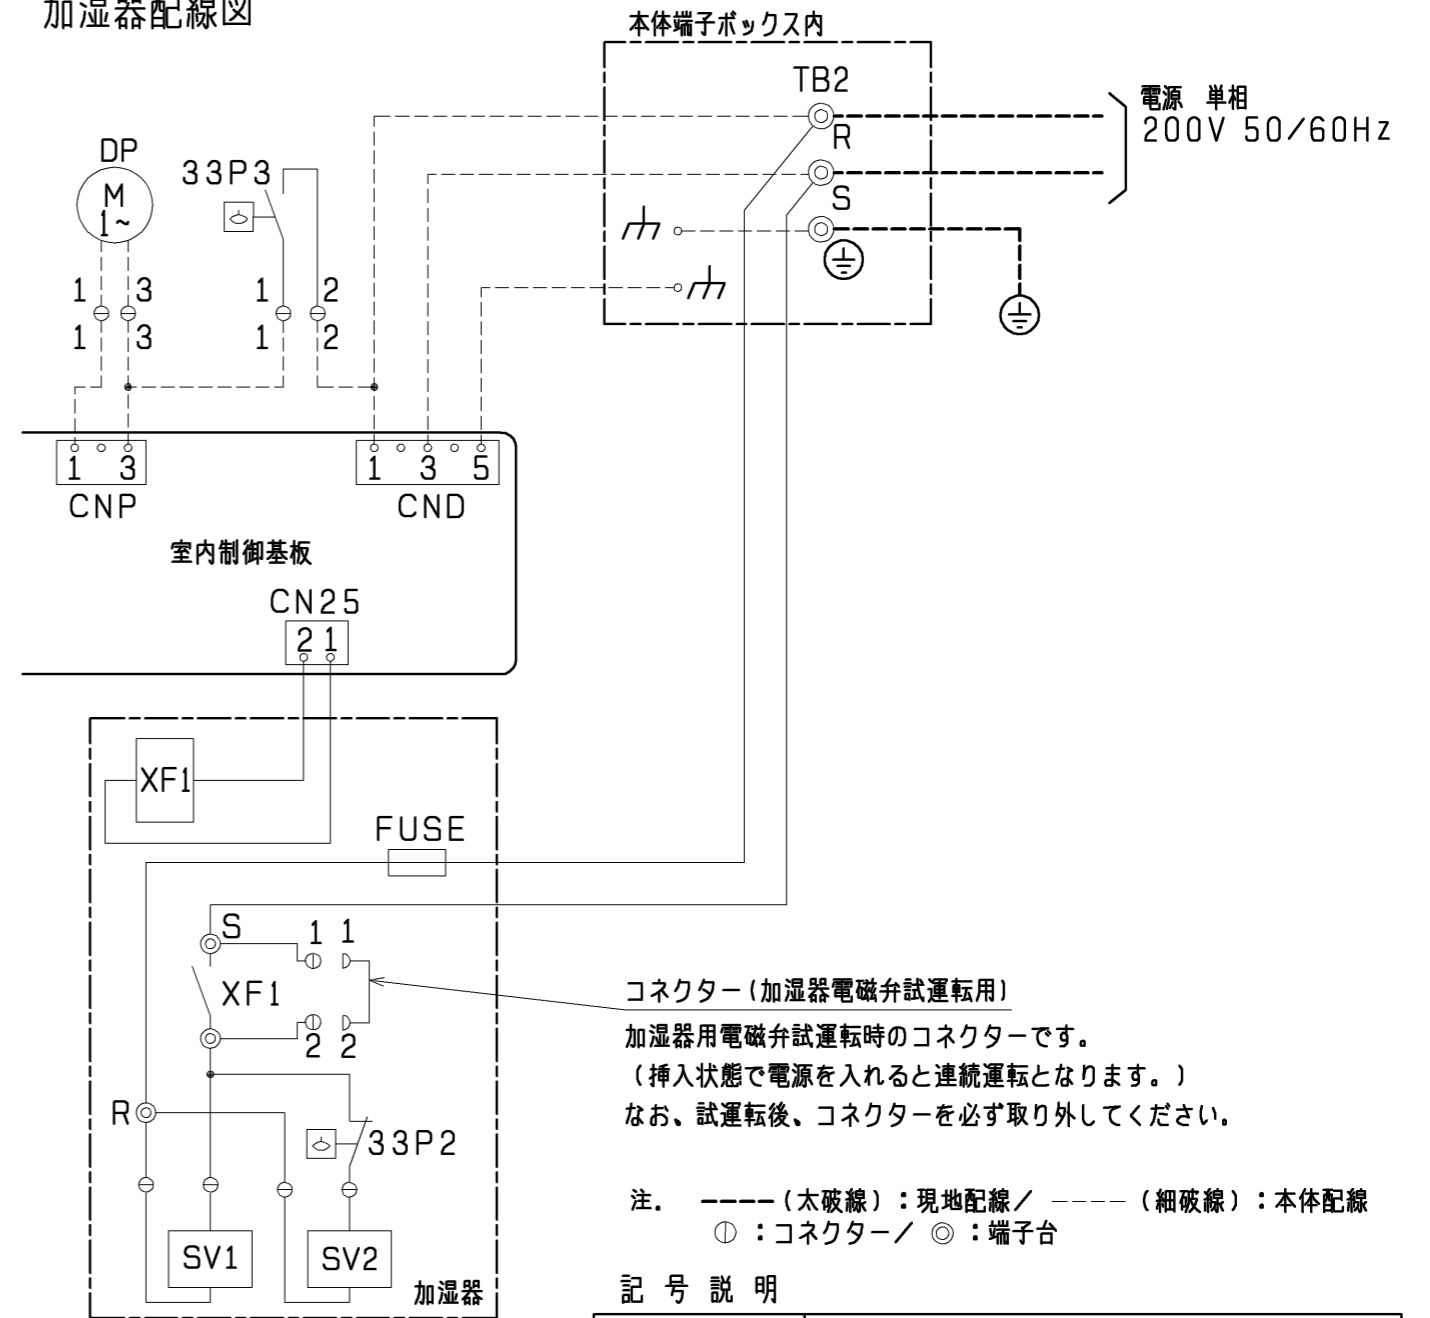 加湿器配線図
本体端子ボックス内
TB2
電源 単相
200V 50/60Hz
R
S
DP
M
1~
33P3
1 3
1 3
1 2
1 2
1 3
CNP
1 3 5
CND
室内制御基板
CN25
2 1
XF1
FUSE
S
1 1
XF1
2 2
コネクター(加湿器電磁弁試運転用)
加湿器用電磁弁試運転時のコネクターです。
(挿入状態で電源を入れると連続運転となります。)
なお、試運転後、コネクターを必ず取り外してください。
R
33P2
SV1
SV2
加湿器
注. ----(太破線):現地配線/ ----(細破線):本体配線
:コネクター/ ◎:端子台
記号説明